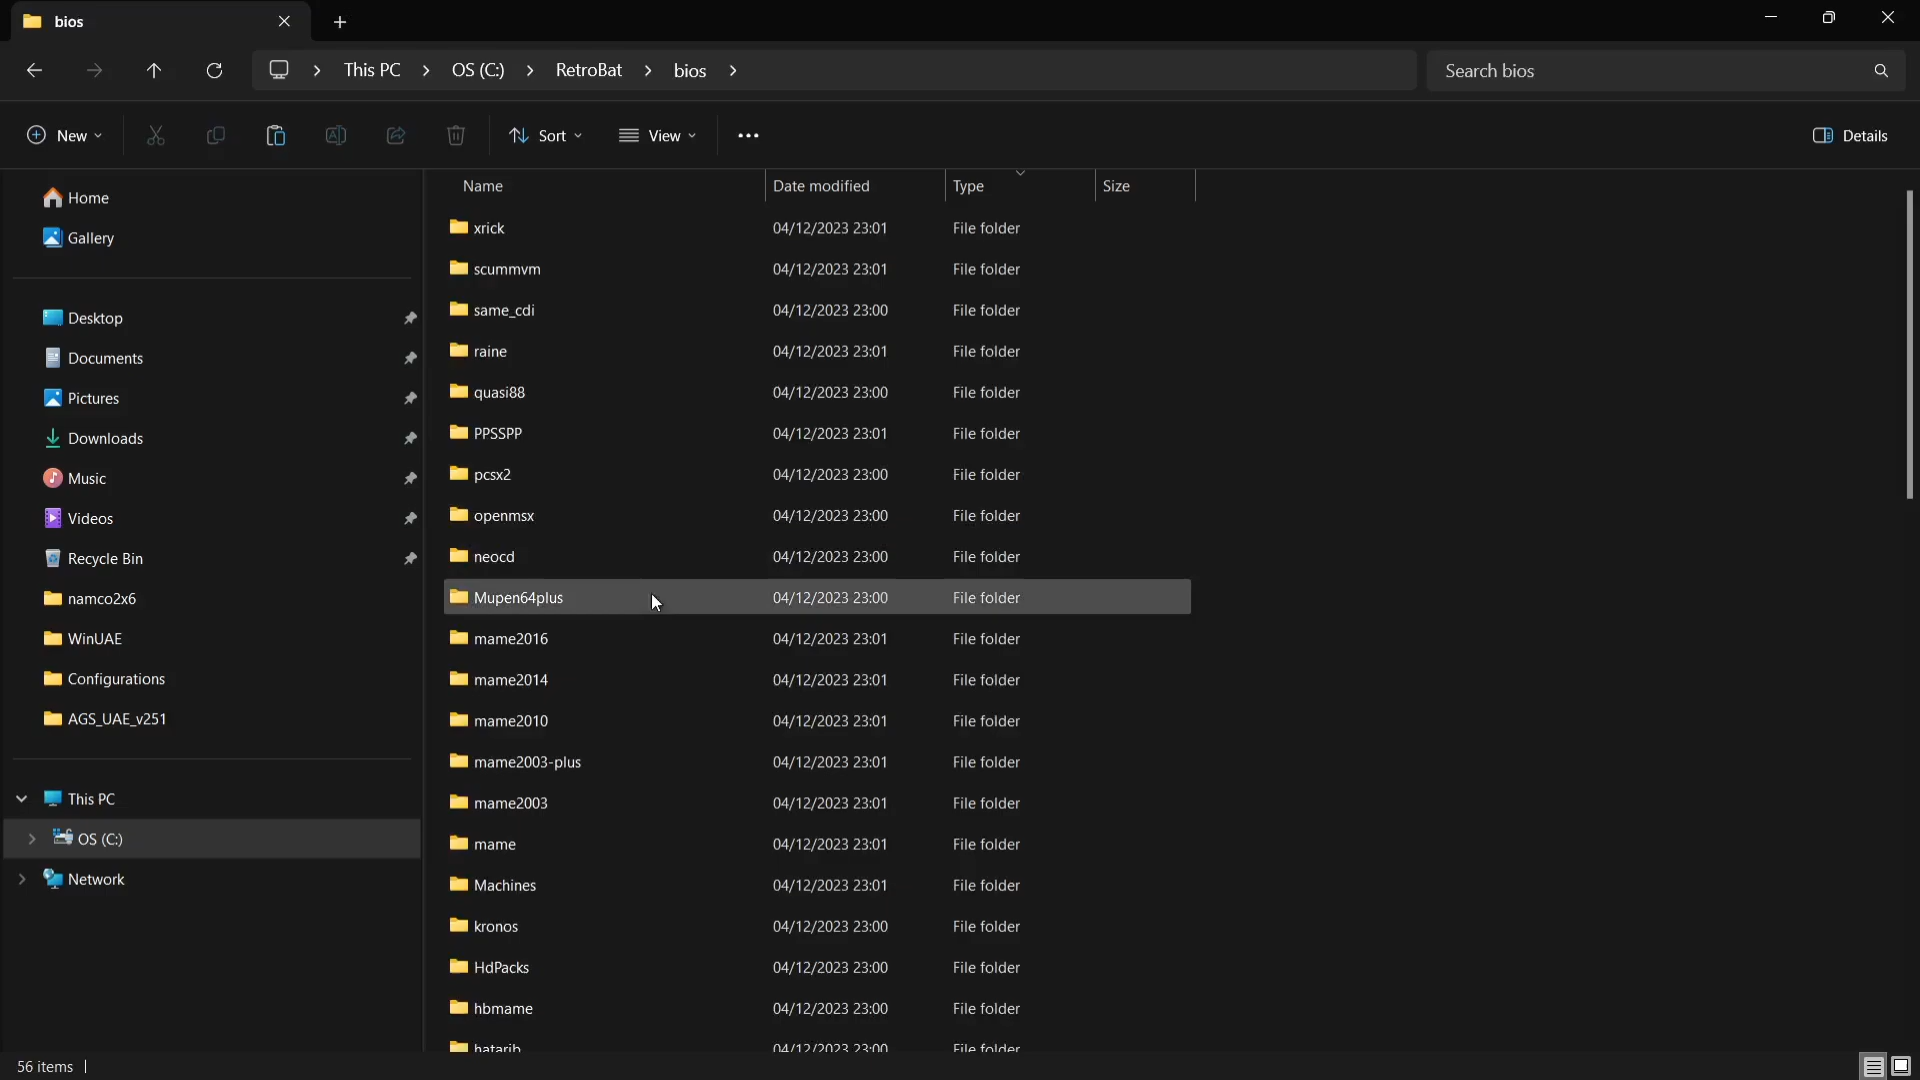 bios
This PC OS (C:) RetroBat bios
Search bios
New Sort View Details
Name Date modified Type Size
Home
Gallery
Desktop
Documents
Pictures
Downloads
Music
Videos
Recycle Bin
namco2x6
WinUAE
Configurations
AGS_UAE_v251
This PC
OS (C:)
Network
xrick 04/12/2023 23:01 File folder
scummvm 04/12/2023 23:01 File folder
same_cdi 04/12/2023 23:00 File folder
raine 04/12/2023 23:01 File folder
quasi88 04/12/2023 23:00 File folder
PPSSPP 04/12/2023 23:01 File folder
pcsx2 04/12/2023 23:00 File folder
openmsx 04/12/2023 23:00 File folder
neocd 04/12/2023 23:00 File folder
Mupen64plus 04/12/2023 23:00 File folder
mame2016 04/12/2023 23:01 File folder
mame2014 04/12/2023 23:01 File folder
mame2010 04/12/2023 23:01 File folder
mame2003-plus 04/12/2023 23:01 File folder
mame2003 04/12/2023 23:01 File folder
mame 04/12/2023 23:01 File folder
Machines 04/12/2023 23:01 File folder
kronos 04/12/2023 23:00 File folder
HdPacks 04/12/2023 23:00 File folder
hbmame 04/12/2023 23:00 File folder
hatarib 04/12/2023 23:00 File folder
56 items